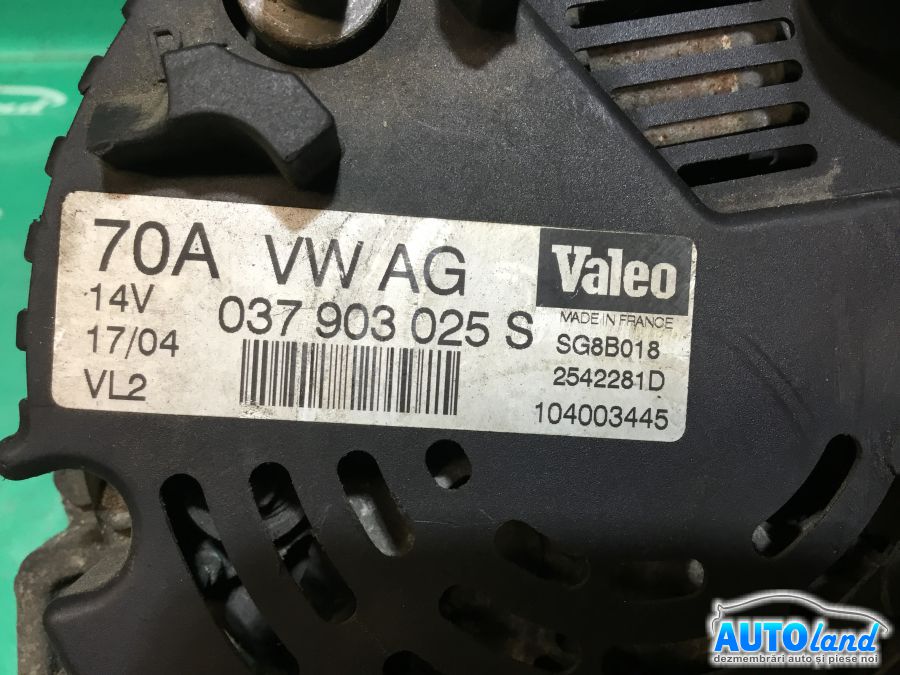 70A VW AG
14V
037 903 025 S
17/04
VL2
Valeo
MADE IN FRANCE
SG8B018
2542281D
104003445
AUTOland
dezmembrări auto și piese noi